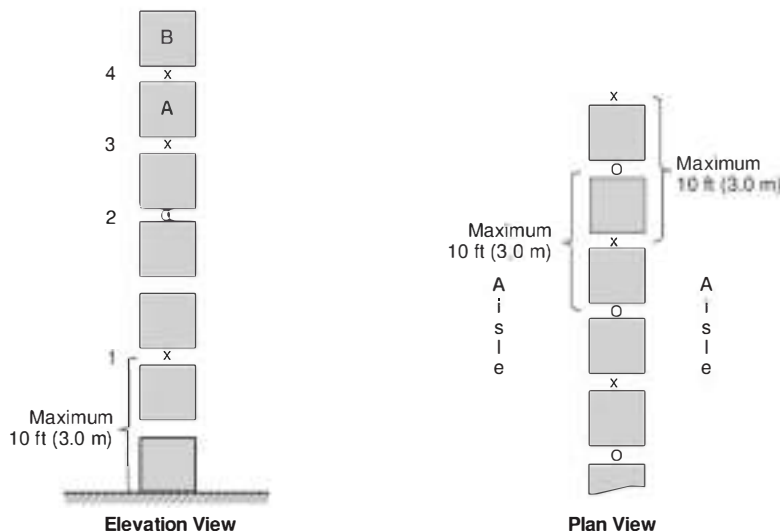 B
4 x
A
3 x
2
1 x
Maximum
10 ft (3.0 m)
Elevation View
x
O
Maximum
10 ft (3.0 m)
Maximum
10 ft (3.0 m)
x
A
i
s
l
e
A
i
s
l
e
O
x
O
Plan View